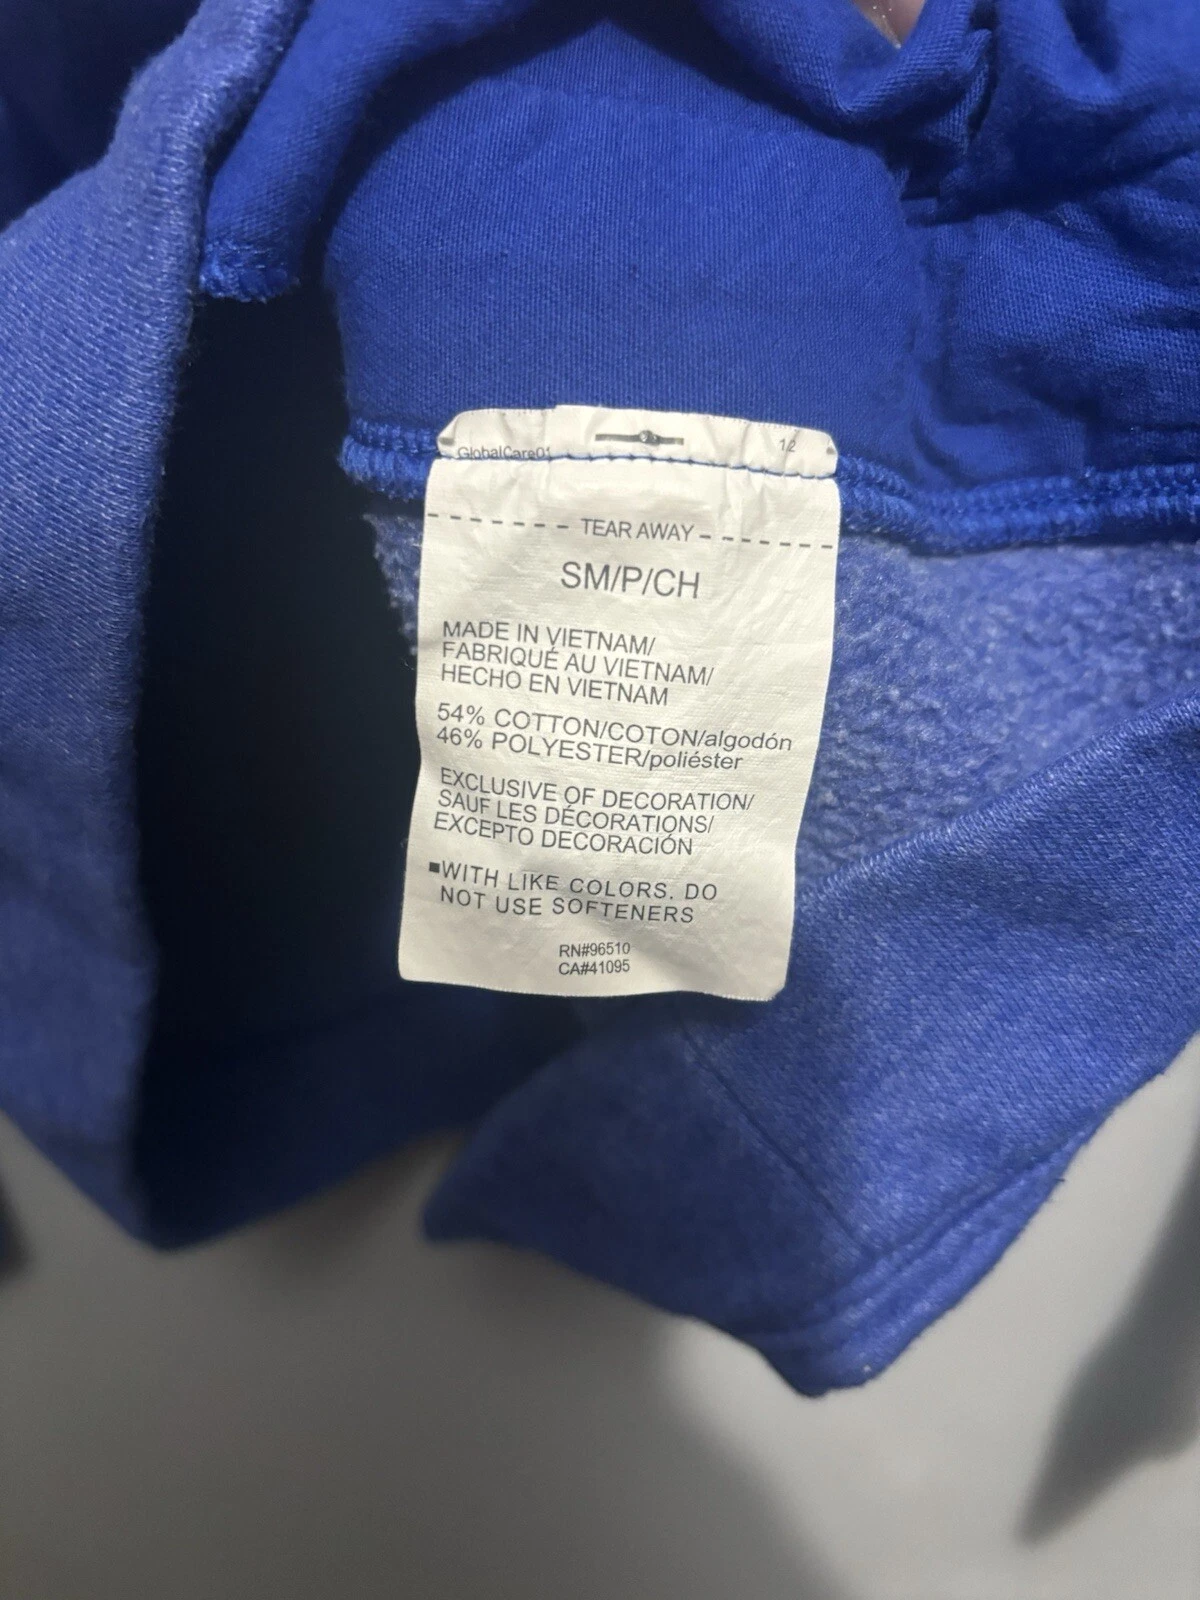 GlobalCare01
12
TEAR AWAY
SM/P/CH
MADE IN VIETNAM/
FABRIQUÉ AU VIETNAM/
HECHO EN VIETNAM
54% COTTON/COTON/algodón
46% POLYESTER/poliéster
EXCLUSIVE OF DECORATION/
SAUF LES DÉCORATIONS/
EXCEPTO DECORACIÓN
■WITH LIKE COLORS. DO
NOT USE SOFTENERS
RN#96510
CA#41095